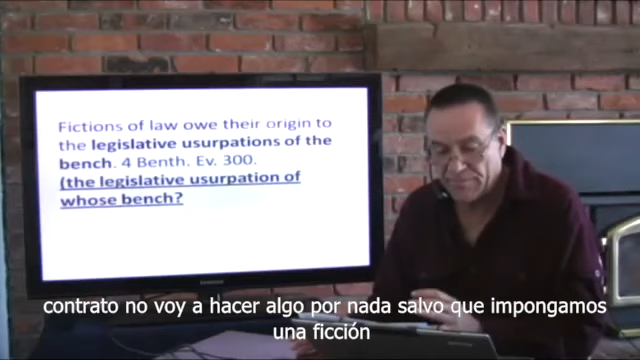 Fictions of law owe their origin to
the legislative usurpations of the
bench. 4 Benth. Ev. 300.
(the legislative usurpation of
whose bench?
SAMSUNG
contrato no voy a hacer algo por nada salvo que impongamos
una ficción